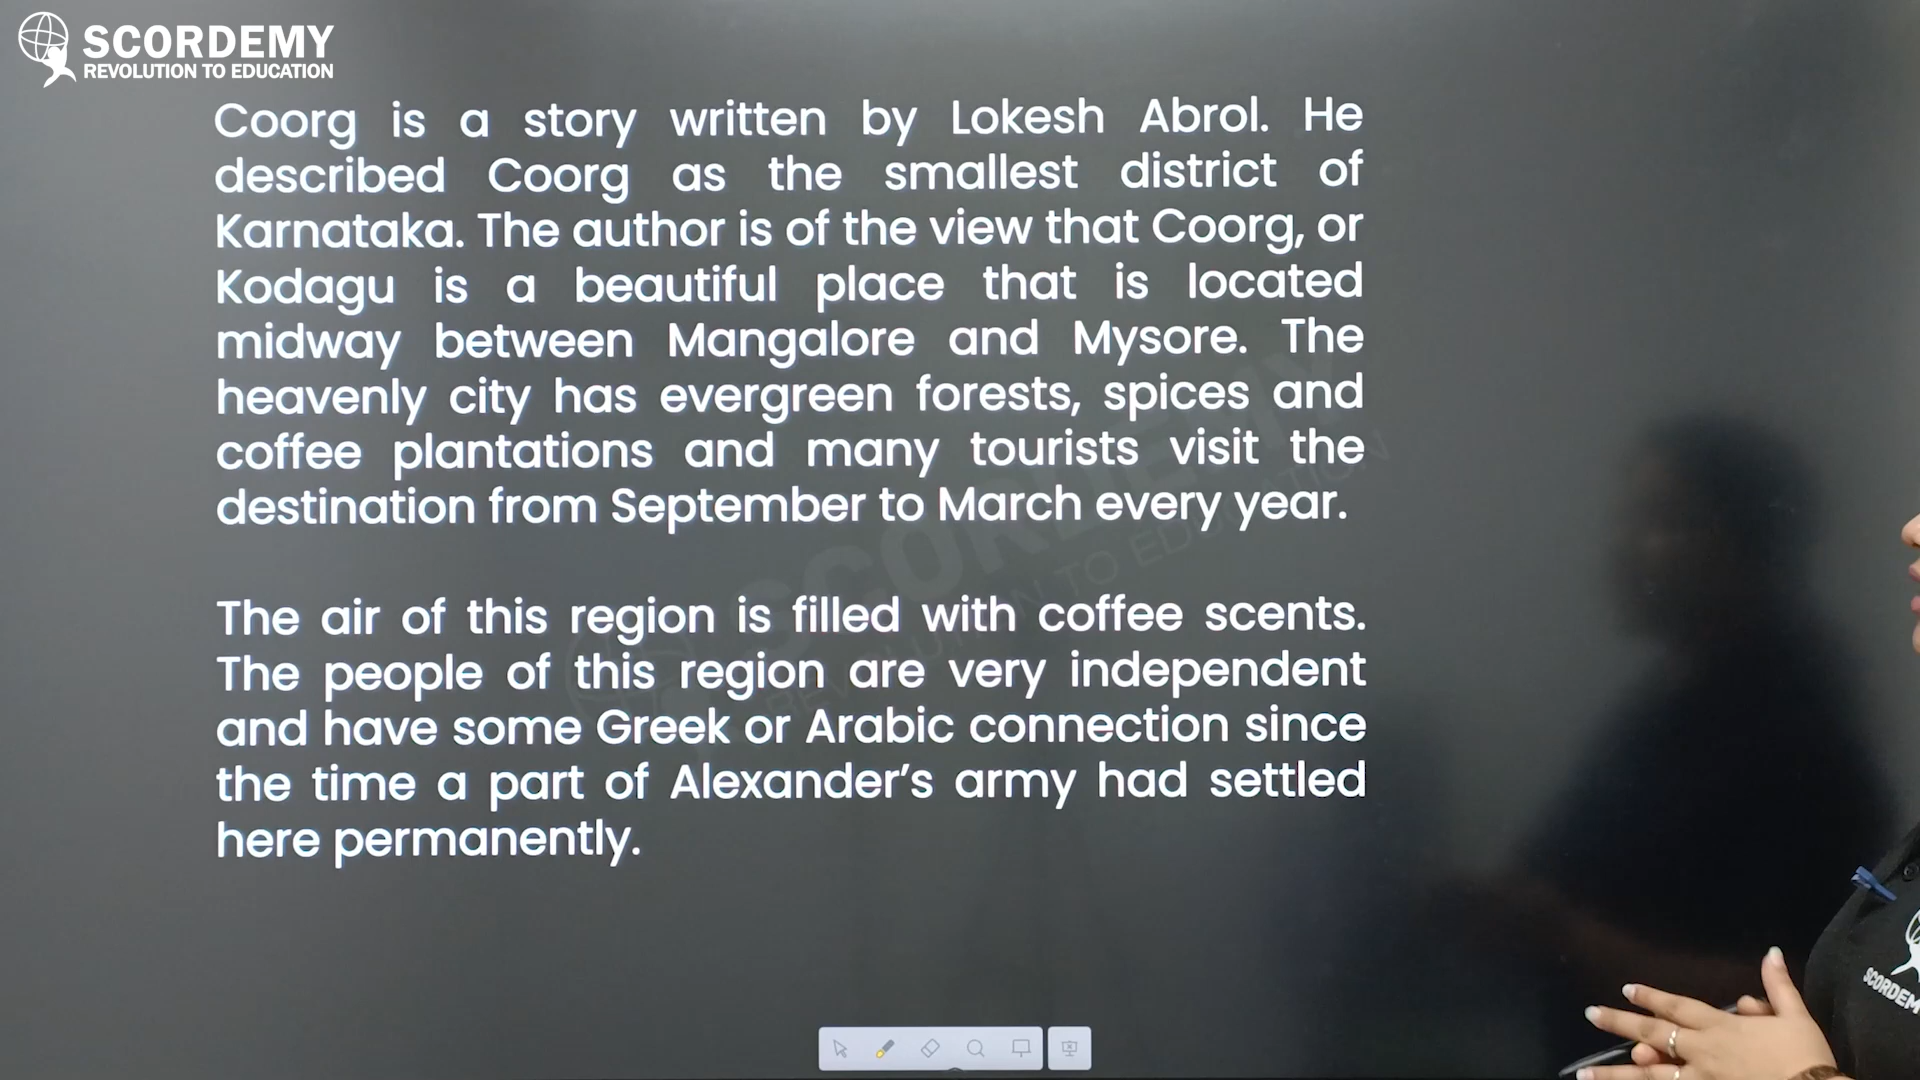 SCORDEMY
REVOLUTION TO EDUCATION
Coorg is a story written by Lokesh Abrol. He
described Coorg as the smallest district of
Karnataka. The author is of the view that Coorg, or
Kodagu is a beautiful place that is located
midway between Mangalore and Mysore. The
heavenly city has evergreen forests, spices and
coffee plantations and many tourists visit the
destination from September to March every year.
The air of this region is filled with coffee scents.
The people of this region are very independent
and have some Greek or Arabic connection since
the time a part of Alexander's army had settled
here permanently.
SCORDEMY
REVOLUTION TO EDUCATION